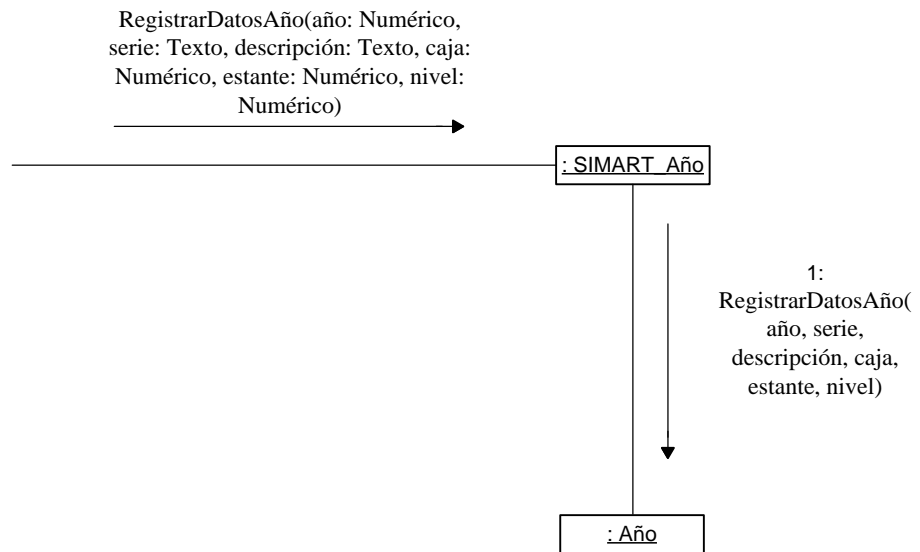 RegistrarDatosAño(año: Numérico,
serie: Texto, descripción: Texto, caja:
Numérico, estante: Numérico, nivel:
Numérico)
: SIMART_Año
1:
RegistrarDatosAño(
año, serie,
descripción, caja,
estante, nivel)
: Año